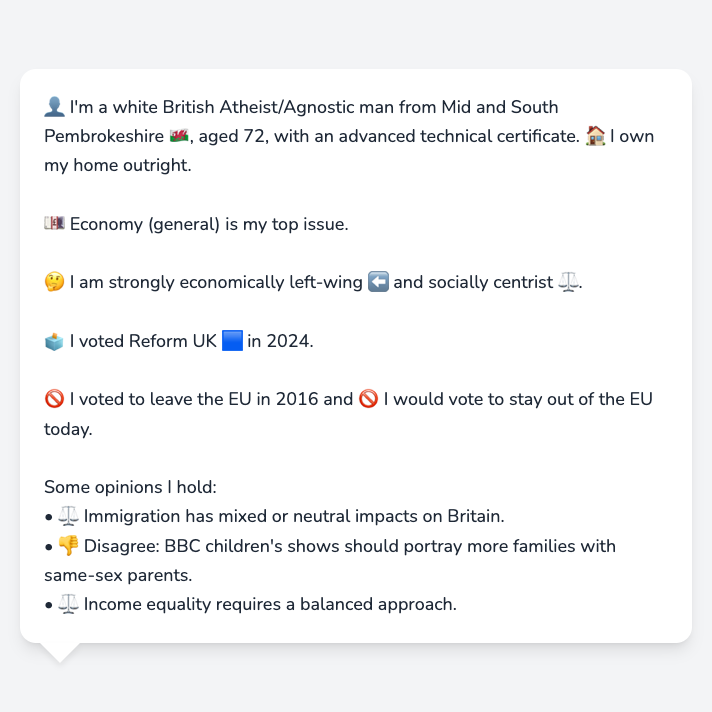 👤 I'm a white British Atheist/Agnostic man from Mid and South
Pembrokeshire 🏴󠁧󠁢󠁷󠁬󠁳󠁿, aged 72, with an advanced technical certificate. 🏠 I own
my home outright.
💷 Economy (general) is my top issue.
🤔 I am strongly economically left-wing ⬅️ and socially centrist ⚖️.
🗳️ I voted Reform UK 🟦 in 2024.
🚫 I voted to leave the EU in 2016 and 🚫 I would vote to stay out of the EU
today.
Some opinions I hold:
• ⚖️ Immigration has mixed or neutral impacts on Britain.
• 👎 Disagree: BBC children's shows should portray more families with
same-sex parents.
• ⚖️ Income equality requires a balanced approach.